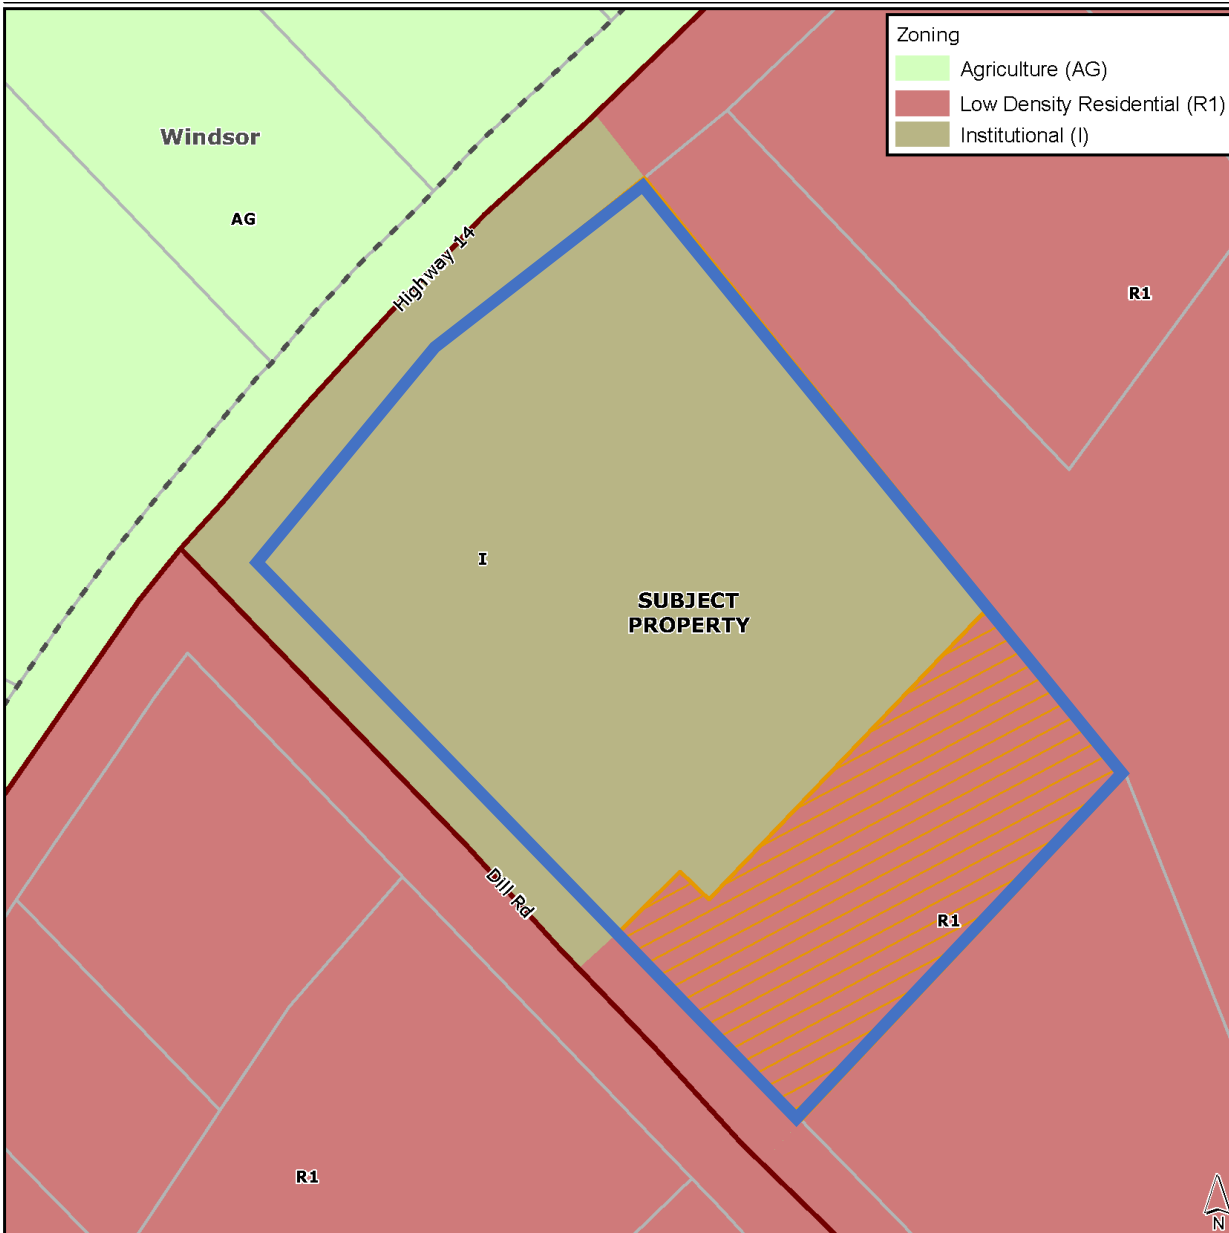 Zoning
Agriculture (AG)
Low Density Residential (R1)
Institutional (I)
Windsor
AG
Highway 14
R1
I
SUBJECT
PROPERTY
Dill Rd
R1
R1
N